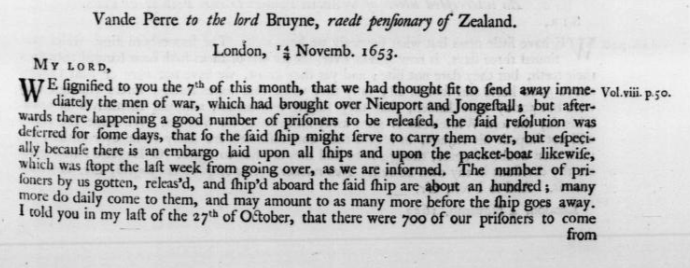 Vande Perre to the lord Bruyne, raedt penſionary of Zealand.
London, 14/4 Novemb. 1653.
MY LORD,
WE ſignified to you the 7th of this month, that we had thought fit to ſend away imme- Vol.viii. p.50.
diately the men of war, which had brought over Nieuport and Jongeſtall; but after-
wards there happening a good number of priſoners to be releaſed, the ſaid reſolution was
deferred for ſome days, that ſo the ſaid ſhip might ſerve to carry them over, but eſpeci-
ally becauſe there is an embargo laid upon all ſhips and upon the packet-boat likewiſe,
which was ſtopt the laſt week from going over, as we are informed. The number of pri-
ſoners by us gotten, releas'd, and ſhip'd aboard the ſaid ſhip are about an hundred; many
more do daily come to them, and may amount to as many more before the ſhip goes away.
I told you in my laſt of the 27th of October, that there were 700 of our priſoners to come
from